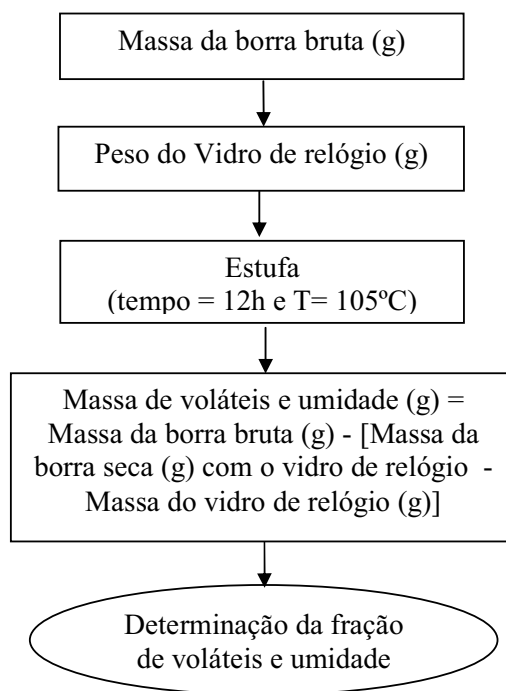 Massa da borra bruta (g)
Peso do Vidro de relógio (g)
Estufa
(tempo = 12h e T= 105ºC)
Massa de voláteis e umidade (g) =
Massa da borra bruta (g) - [Massa da
borra seca (g) com o vidro de relógio -
Massa do vidro de relógio (g)]
Determinação da fração
de voláteis e umidade